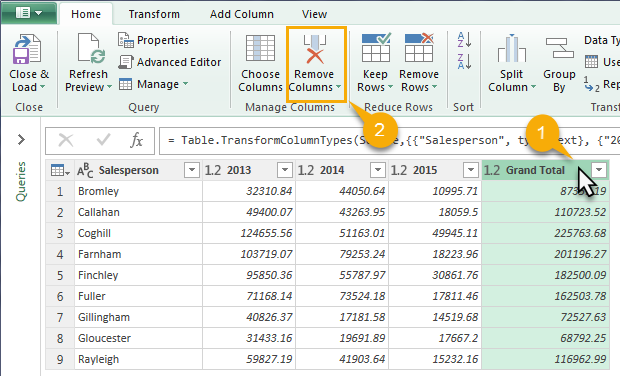 Home Transform Add Column View
Close & Load
Refresh Preview
Properties
Advanced Editor
Manage
Choose Columns
Remove Columns
Keep Rows
Remove Rows
Split Column
Group By
Data Ty
Use
Re
Close Query Manage Columns Reduce Rows Sort Trans
2
1
fx = Table.TransformColumnTypes( {{"Salesperson", {"20
Queries
ABC Salesperson 1.2 2013 1.2 2014 1.2 2015 1.2 Grand Total
1 Bromley 32310.84 44050.64 10995.71
2 Callahan 49400.07 43263.95 18059.5 110723.52
3 Coghill 124655.56 51163.01 49945.11 225763.68
4 Farnham 103719.07 79253.24 18223.96 201196.27
5 Finchley 95850.36 55787.97 30861.76 182500.09
6 Fuller 71168.14 73524.18 17811.46 162503.78
7 Gillingham 40826.37 17181.58 14519.68 72527.63
8 Gloucester 31433.16 19691.89 17667.2 68792.25
9 Rayleigh 59827.19 41903.64 15232.16 116962.99